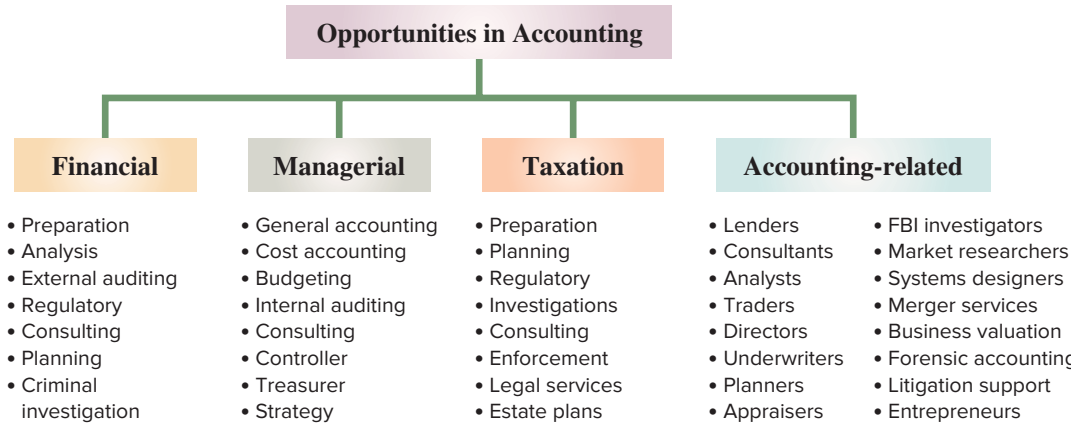 Opportunities in Accounting
Financial
• Preparation
• Analysis
• External auditing
• Regulatory
• Consulting
• Planning
• Criminal
investigation
Managerial
• General accounting
• Cost accounting
• Budgeting
• Internal auditing
• Consulting
• Controller
• Treasurer
• Strategy
Taxation
• Preparation
• Planning
• Regulatory
• Investigations
• Consulting
• Enforcement
• Legal services
• Estate plans
Accounting-related
• Lenders
• Consultants
• Analysts
• Traders
• Directors
• Underwriters
• Planners
• Appraisers
• FBI investigators
• Market researchers
• Systems designers
• Merger services
• Business valuation
• Forensic accounting
• Litigation support
• Entrepreneurs